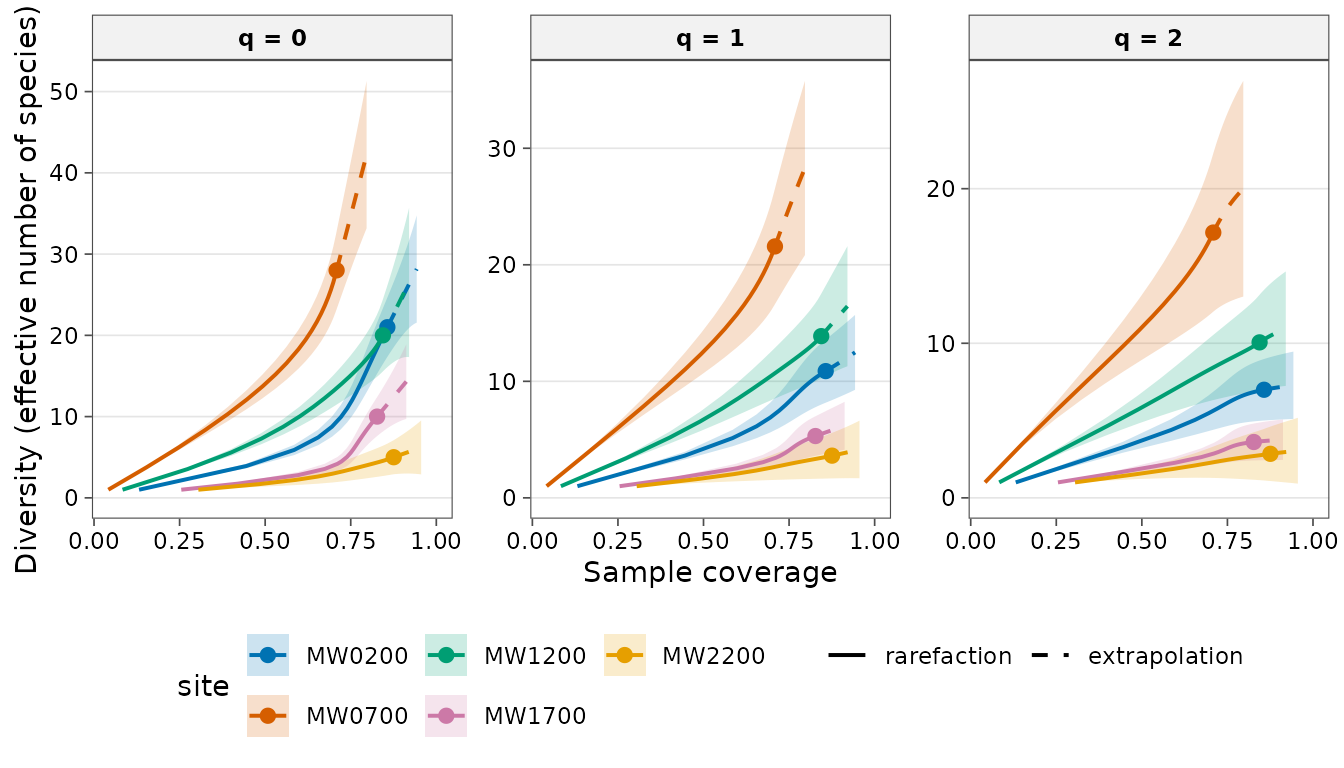 q = 0 q = 1 q = 2
Diversity (effective number of species)
50
40
30
20
10
0
30
20
10
0
20
10
0
0.00 0.25 0.50 0.75 1.00 0.00 0.25 0.50 0.75 1.00 0.00 0.25 0.50 0.75 1.00
Sample coverage
site
MW0200 MW1200 MW2200 rarefaction extrapolation
MW0700 MW1700